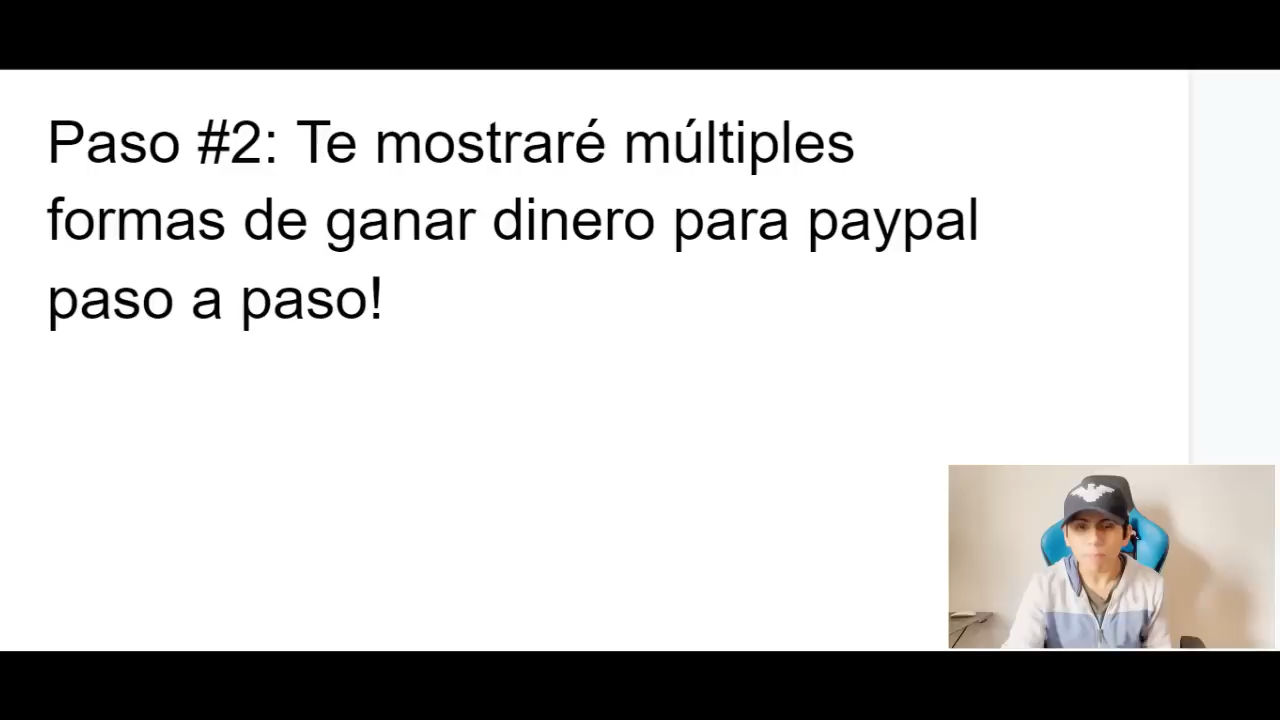 Paso #2: Te mostraré múltiples
formas de ganar dinero para paypal
paso a paso!